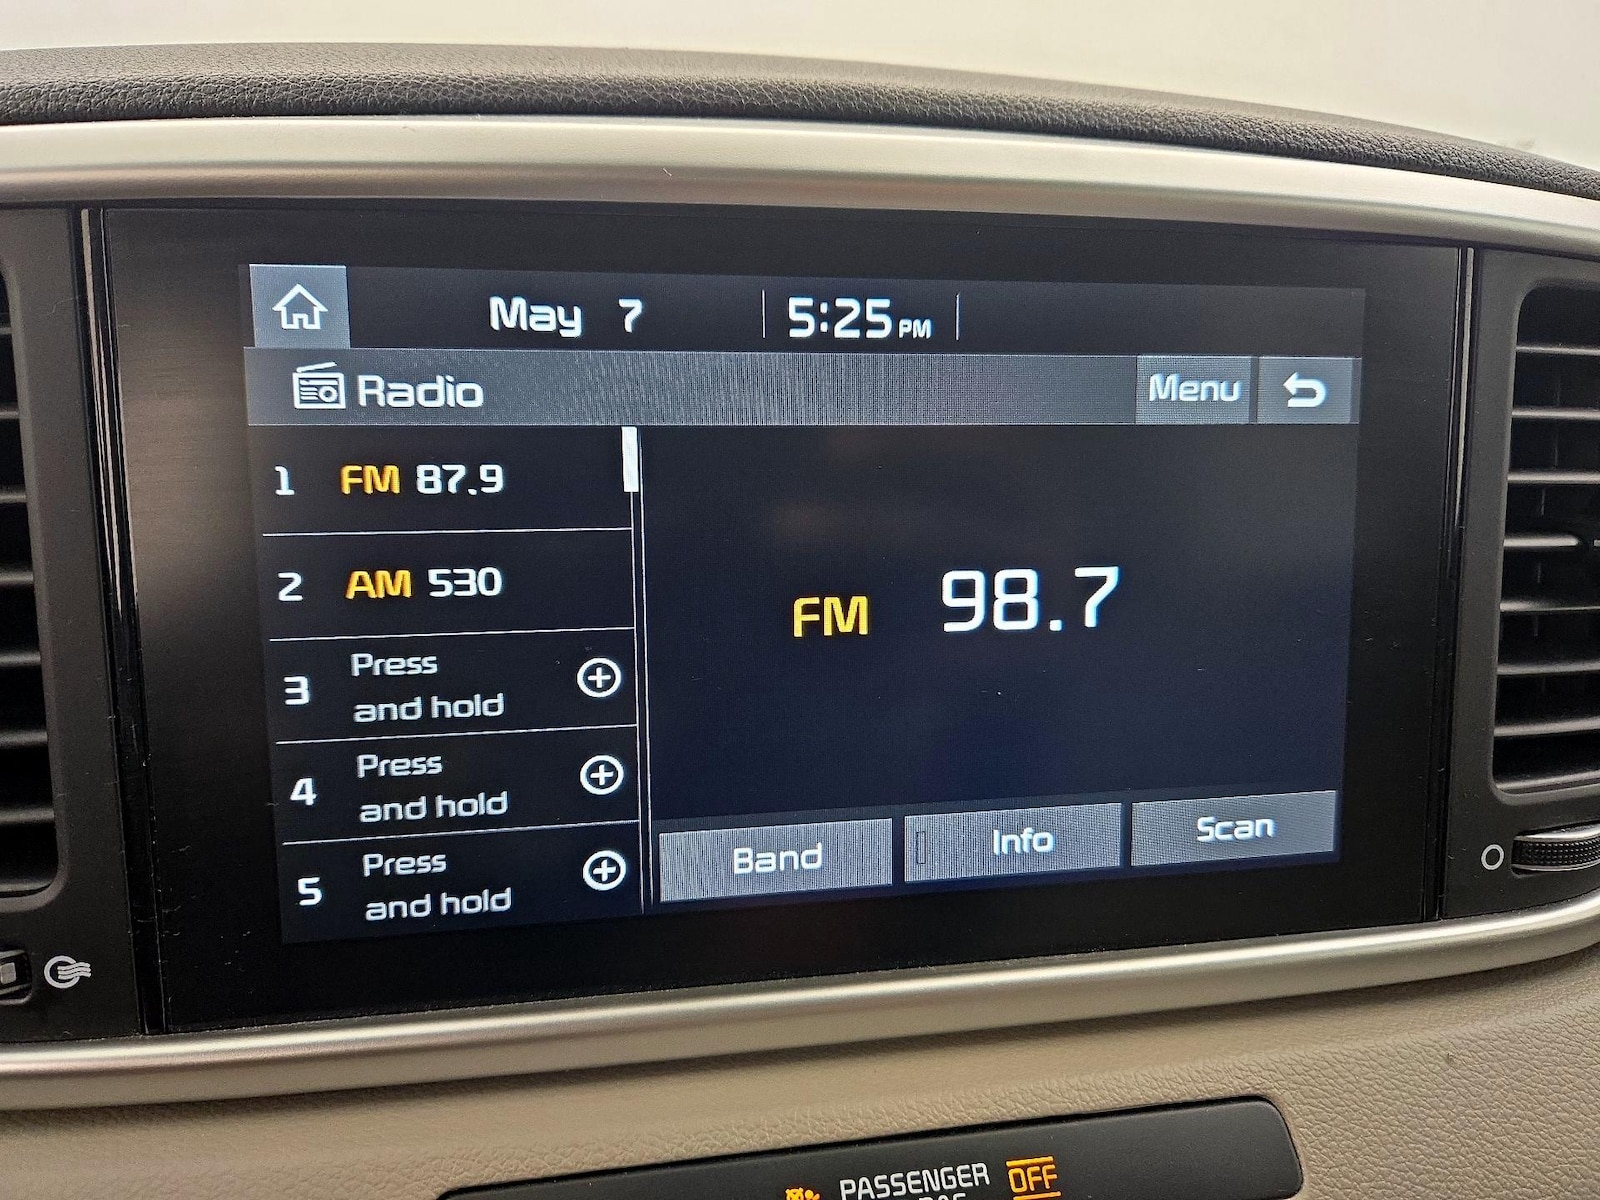 May 7 5:25 PM
Radio Menu
1 FM 87.9
2 AM 530
3 Press
and hold
4 Press
and hold
5 Press
and hold
FM 98.7
Band Info Scan
PASSENGER OFF